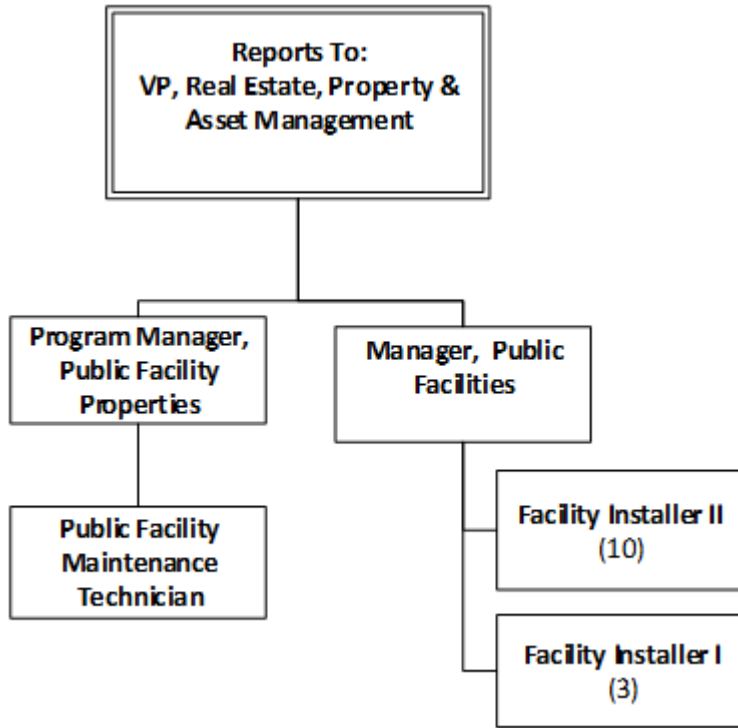 Reports To:
VP, Real Estate, Property &
Asset Management
Program Manager,
Public Facility
Properties
Manager, Public
Facilities
Public Facility
Maintenance
Technician
Facility Installer II
(10)
Facility Installer I
(3)